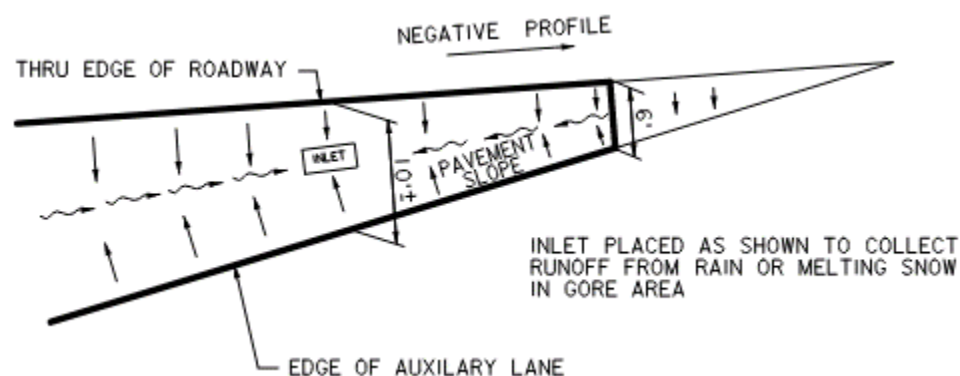 NEGATIVE PROFILE
THRU EDGE OF ROADWAY
INLET
10'±
PAVEMENT
SLOPE
6'
INLET PLACED AS SHOWN TO COLLECT
RUNOFF FROM RAIN OR MELTING SNOW
IN GORE AREA
EDGE OF AUXILARY LANE